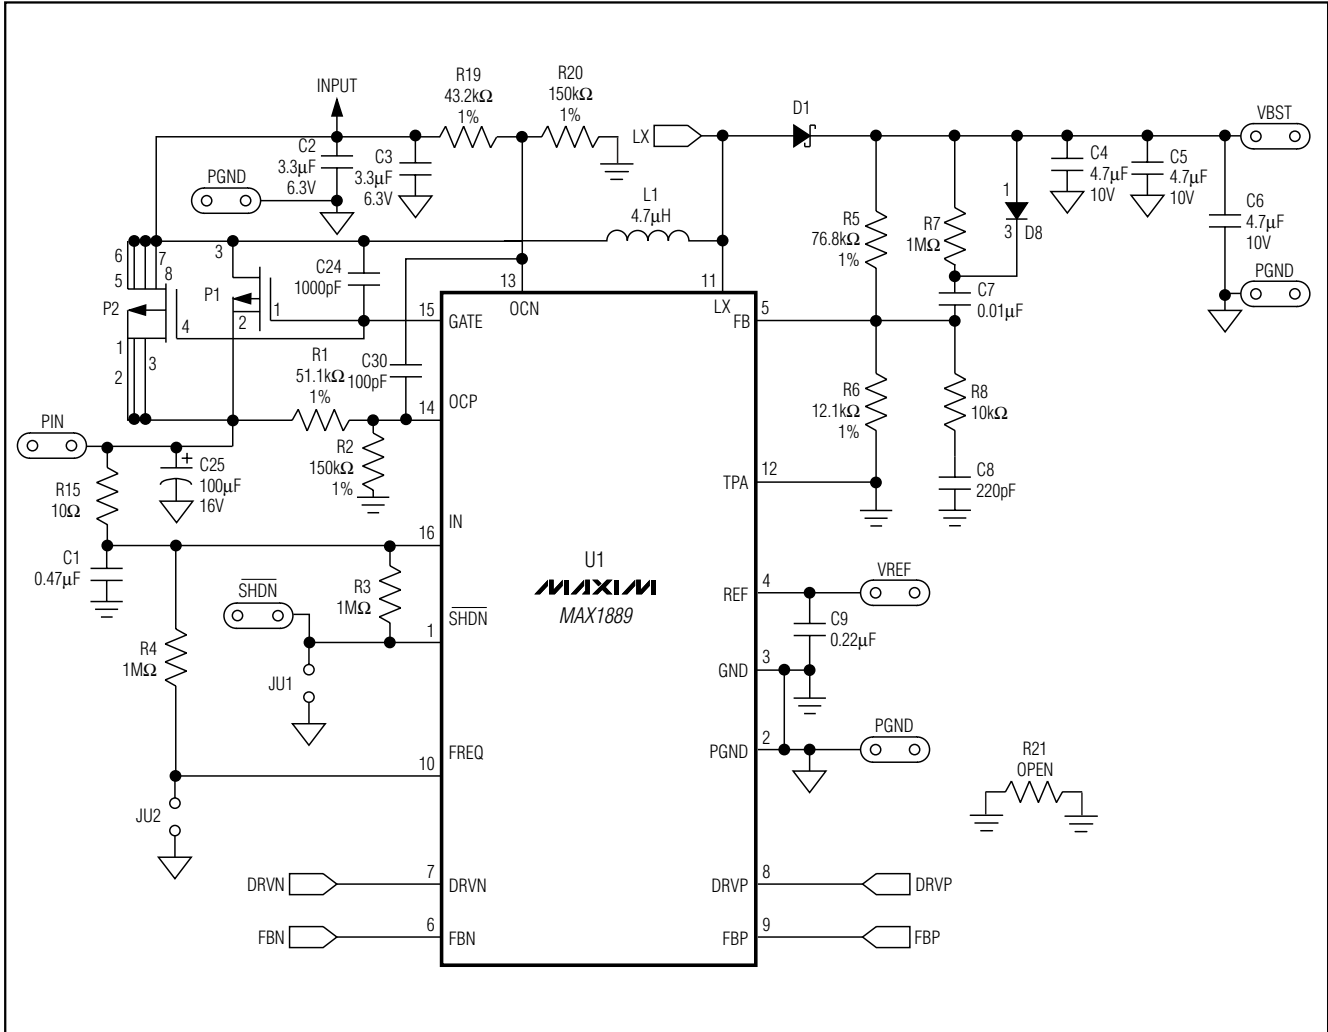 INPUT
R19
43.2kΩ
1%
R20
150kΩ
1%
LX
D1
VBST
C2
3.3μF
6.3V
C3
3.3μF
6.3V
PGND
L1
4.7μH
R5
76.8kΩ
1%
R7
1MΩ
1
3
D8
C4
4.7μF
10V
C5
4.7μF
10V
C6
4.7μF
10V
PGND
6
5
7
8
P2
4
1
2
3
3
P1
1
2
C24
1000pF
13
OCN
11
LX
15
GATE
FB
5
C7
0.01μF
R1
51.1kΩ
1%
C30
100pF
14
OCP
R6
12.1kΩ
1%
R8
10kΩ
PIN
C25
100μF
16V
+
R2
150kΩ
1%
TPA
12
C8
220pF
R15
10Ω
16
IN
C1
0.47μF
R3
1MΩ
SHDN
1
SHDN
U1
MAXIM
MAX1889
REF
4
VREF
C9
0.22μF
R4
1MΩ
JU1
GND
3
PGND
2
PGND
10
FREQ
R21
OPEN
JU2
DRVN
7
DRVN
DRVP
8
DRVP
FBN
6
FBN
FBP
9
FBP